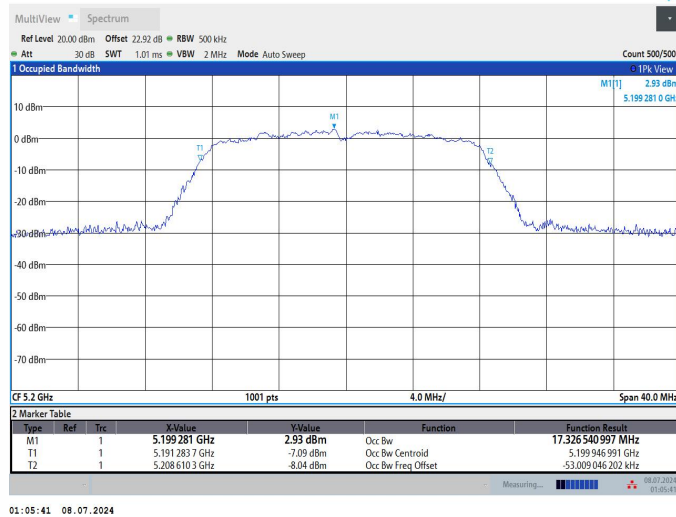 MultiView Spectrum
Ref Level 20.00 dBm Offset 22.92 dB RBW 500 kHz
Att 30 dB SWT 1.01 ms VBW 2 MHz Mode Auto Sweep Count 500/500
1 Occupied Bandwidth 1Pk View
M1[1] 2.93 dBm
5.199 281 0 GH
10 dBm
M1
0 dBm
T1
T2
-10 dBm
-20 dBm
-30 dBm
-40 dBm
-50 dBm
-60 dBm
-70 dBm
CF 5.2 GHz 1001 pts 4.0 MHz/ Span 40.0 MHz
2 Marker Table
Type Ref Trc X-Value Y-Value Function Function Result
M1 1 5.199 281 GHz 2.93 dBm Occ Bw 17.326 540 997 MHz
T1 1 5.191 283 7 GHz -7.09 dBm Occ Bw Centroid 5.199 946 991 GHz
T2 1 5.208 610 3 GHz -8.04 dBm Occ Bw Freq Offset -53.009 046 202 kHz
Measuring... 08.07.2024
01:05:41
01:05:41 08.07.2024